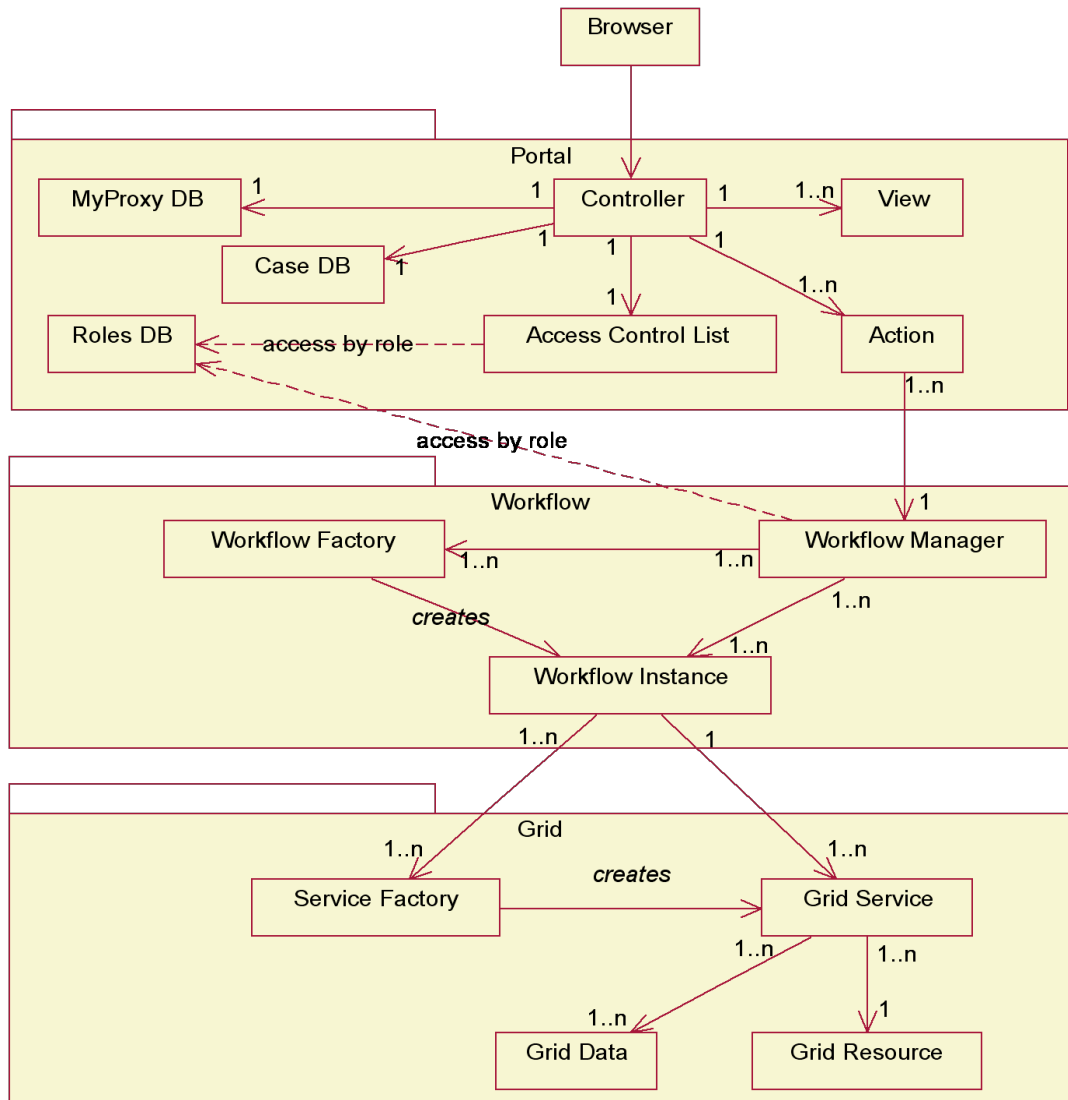 Browser
Portal
MyProxy DB
1
1
Controller
1
1..n
View
Case DB
1
1
1
1
1
1..n
Roles DB
access by role
Access Control List
Action
1..n
access by role
Workflow
1
Workflow Factory
1..n
1..n
Workflow Manager
creates
1..n
1..n
Workflow Instance
1..n
1
Grid
1..n
1..n
Service Factory
creates
Grid Service
1..n
1..n
1..n
1
Grid Data
Grid Resource